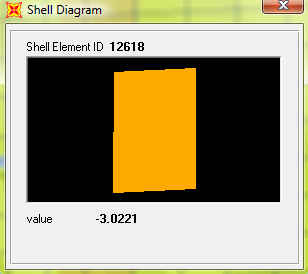 Shell Diagram
Shell Element ID 12618
value -3.0221